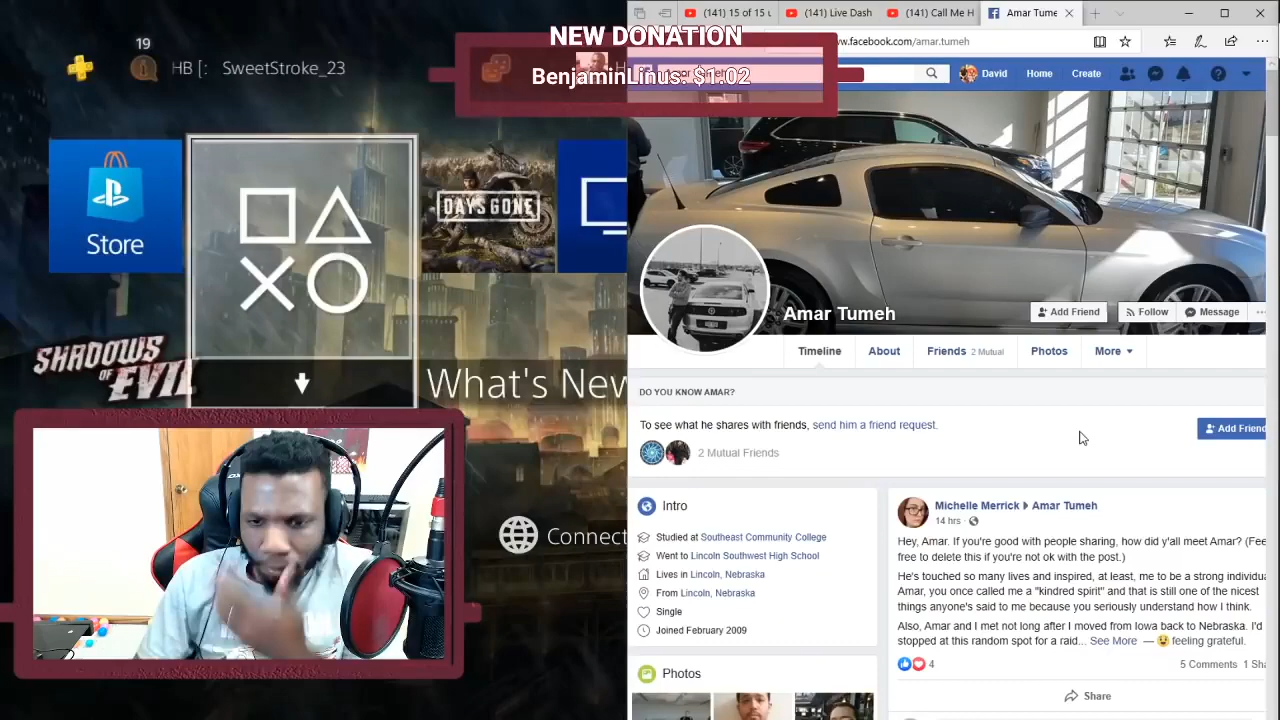 19
HB [: SweetStroke_23
Store
DAYS GONE
SHADOWS
OF
EVIL
What's New
Connect
NEW DONATION
BenjaminLinus: $1.02
(141) 15 of 15 u
(141) Live Dash
(141) Call Me H
Amar Tume
w.facebook.com/amar.tumeh
David
Home
Create
Amar Tumeh
Add Friend
Follow
Message
Timeline
About
Friends 2 Mutual
Photos
More
DO YOU KNOW AMAR?
To see what he shares with friends, send him a friend request.
Add Friend
2 Mutual Friends
Intro
Studied at Southeast Community College
Went to Lincoln Southwest High School
Lives in Lincoln, Nebraska
From Lincoln, Nebraska
Single
Joined February 2009
Photos
Michelle Merrick Amar Tumeh
14 hrs ·
Hey, Amar. If you're good with people sharing, how did y'all meet Amar? (Fee
free to delete this if you're not ok with the post.)
He's touched so many lives and inspired, at least, me to be a strong individua
Amar, you once called me a "kindred spirit" and that is still one of the nicest
things anyone's said to me because you seriously understand how I think.
Also, Amar and I met not long after I moved from Iowa back to Nebraska. I'd
stopped at this random spot for a raid... See More — feeling grateful.
4
5 Comments 1 Sha
Share